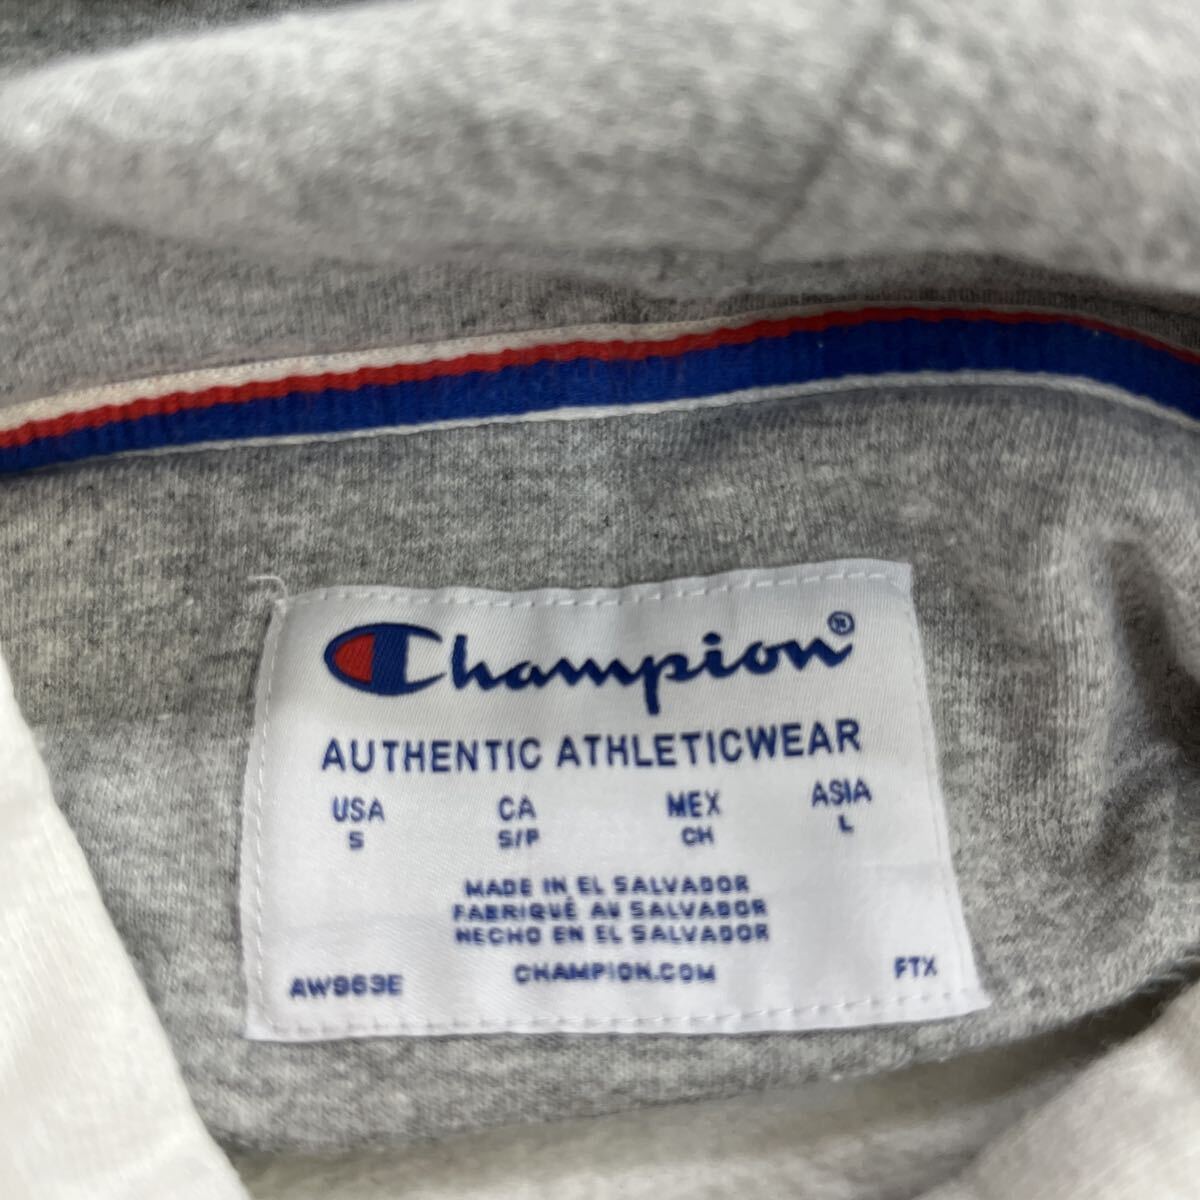 Champion®
AUTHENTIC ATHLETICWEAR
USA CA MEX ASIA
S S/P CH L
MADE IN EL SALVADOR
FABRIQUÉ AU SALVADOR
HECHO EN EL SALVADOR
CHAMPION.COM
AW963E FTX